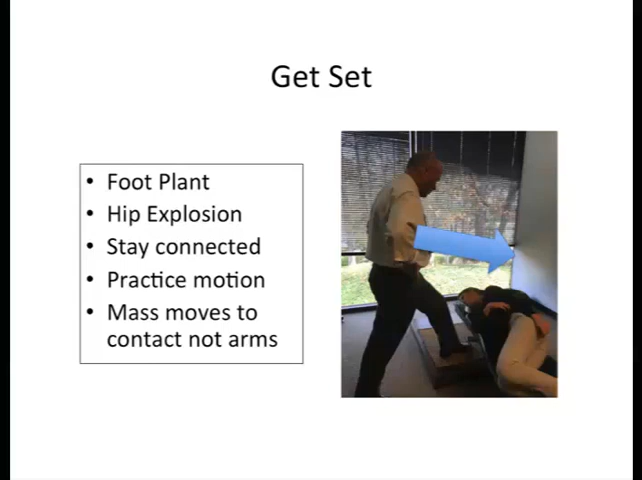 Get Set
• Foot Plant
• Hip Explosion
• Stay connected
• Practice motion
• Mass moves to
contact not arms